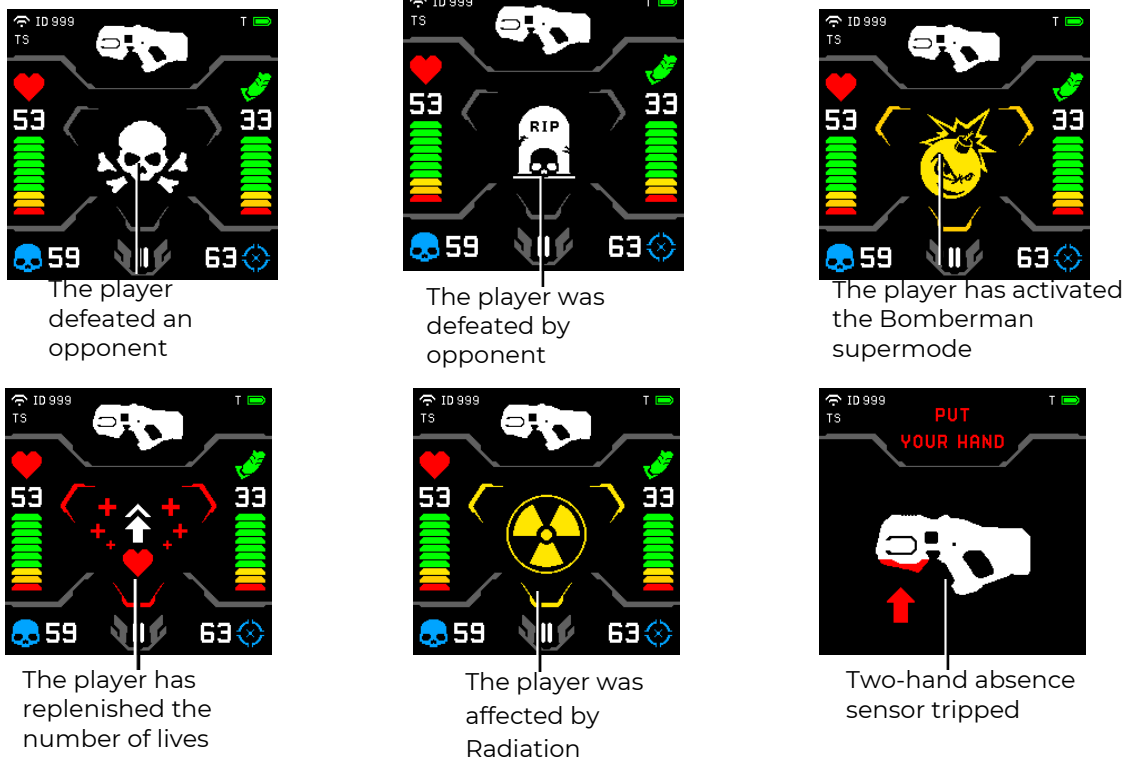 ID 999 T
TS
53 33
59 63
The player
defeated an
opponent
ID 999 T
TS
53 33
RIP
59 63
The player was
defeated by
opponent
ID 999 T
TS
53 33
59 63
The player has activated
the Bomberman
supermode
ID 999 T
TS
53 33
59 63
The player has
replenished the
number of lives
ID 999 T
TS
53 33
59 63
The player was
affected by
Radiation
ID 999 T
TS
PUT
YOUR HAND
Two-hand absence
sensor tripped